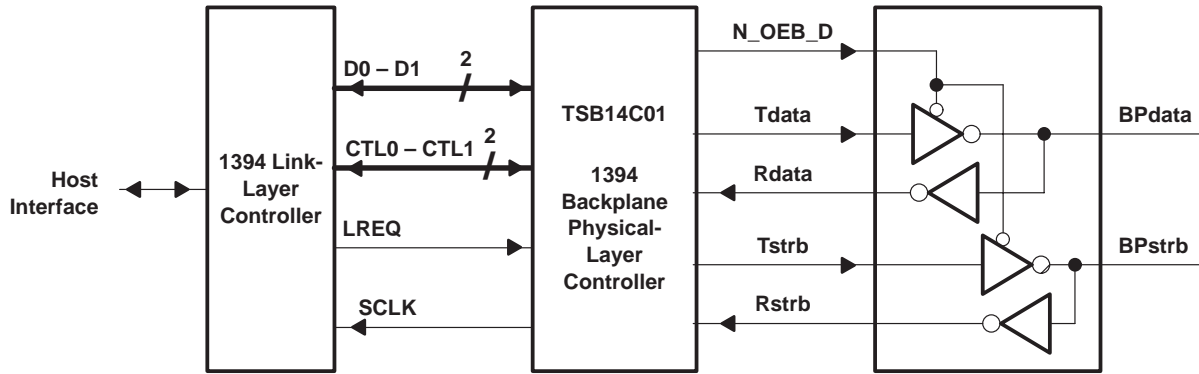 Host
Interface
1394 Link-
Layer
Controller
D0 – D1
2
CTL0 – CTL1
2
LREQ
SCLK
TSB14C01
1394
Backplane
Physical-
Layer
Controller
N_OEB_D
Tdata
Rdata
Tstrb
Rstrb
BPdata
BPstrb